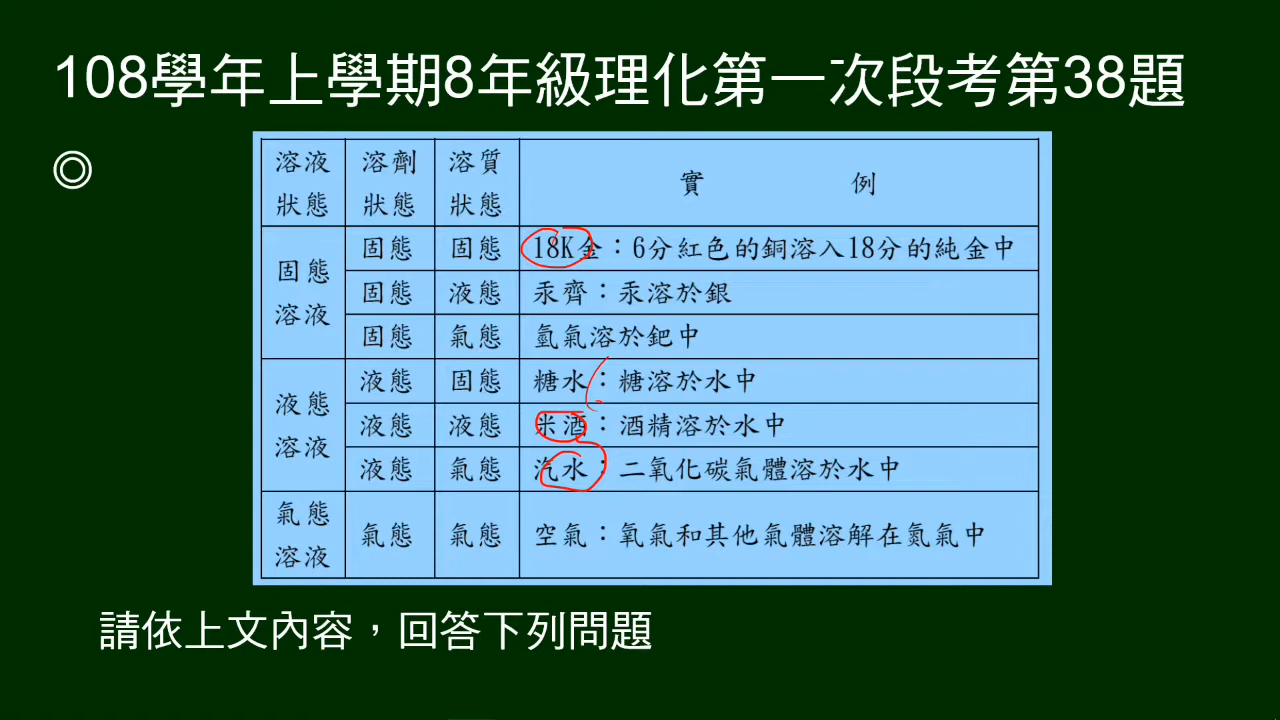 108學年上學期8年級理化第一次段考第38題
◎
溶液狀態 溶劑狀態 溶質狀態 實例
固態溶液 固態 固態 18K金：6分紅色的銅溶入18分的純金中
固態 液態 汞齊：汞溶於銀
固態 氣態 氫氣溶於鈀中
液態溶液 液態 固態 糖水：糖溶於水中
液態 液態 米酒：酒精溶於水中
液態 氣態 汽水：二氧化碳氣體溶於水中
氣態溶液 氣態 氣態 空氣：氧氣和其他氣體溶解在氮氣中
請依上文內容，回答下列問題